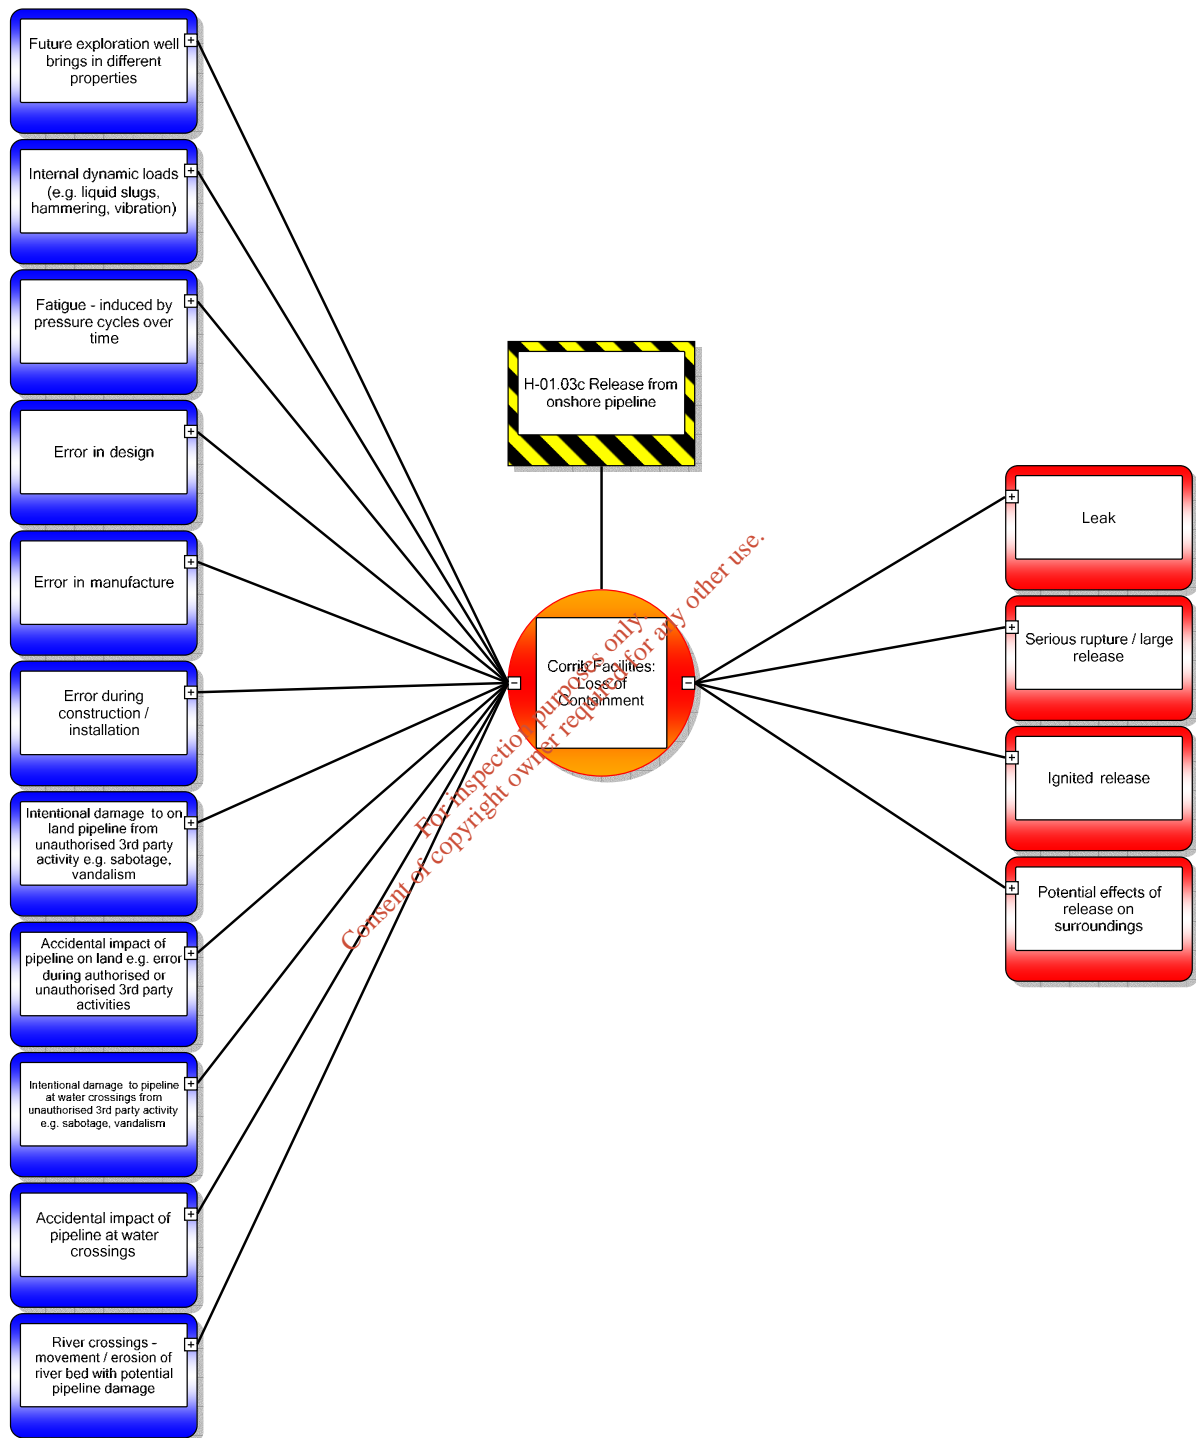 Future exploration well
brings in different
properties
Internal dynamic loads
(e.g. liquid slugs,
hammering, vibration)
Fatigue - induced by
pressure cycles over
time
Error in design
Error in manufacture
Error during
construction /
installation
Intentional damage to on
land pipeline from
unauthorised 3rd party
activity e.g. sabotage,
vandalism
Accidental impact of
pipeline on land e.g. error
during authorised or
unauthorised 3rd party
activities
Intentional damage to pipeline
at water crossings from
unauthorised 3rd party activity
e.g. sabotage, vandalism
Accidental impact of
pipeline at water
crossings
River crossings -
movement / erosion of
river bed with potential
pipeline damage
H-01.03c Release from
onshore pipeline
Corrib Facilities:
Loss of
Containment
For inspection purposes only.
Consent of copyright owner required for any other use.
Leak
Serious rupture / large
release
Ignited release
Potential effects of
release on
surroundings